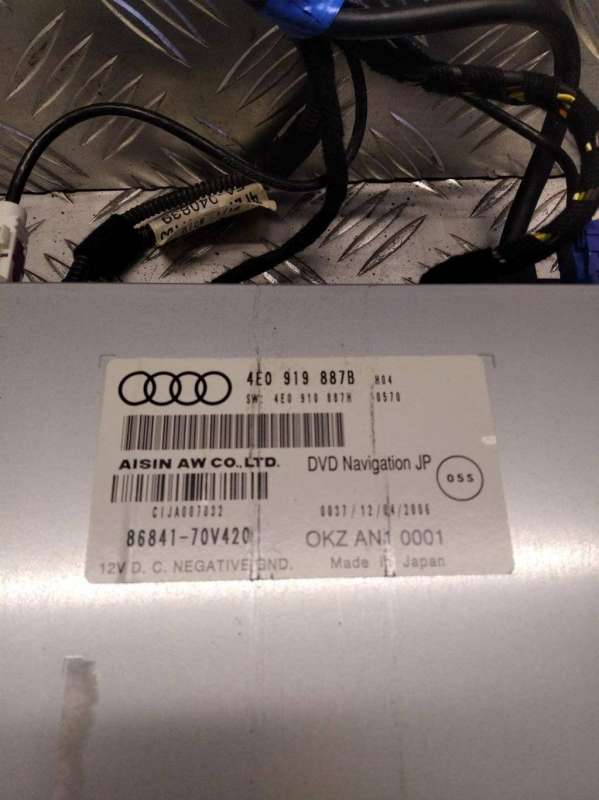 4E0 919 887B H04
SW: 4E0 910 887H 0570
AISIN AW CO., LTD. DVD Navigation JP
055
CIJA007032 0037/12/04/2006
86841-70V420 OKZ AN1 0001
12V D. C. NEGATIVE GND. Made in Japan